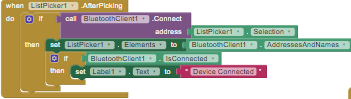 when ListPicker1 .AfterPicking
do if call BluetoothClient1 .Connect
address ListPicker1 . Selection
then set ListPicker1 . Elements to BluetoothClient1 . AddressesAndNames
if BluetoothClient1 . IsConnected
then set Label1 . Text to " Device Connected "